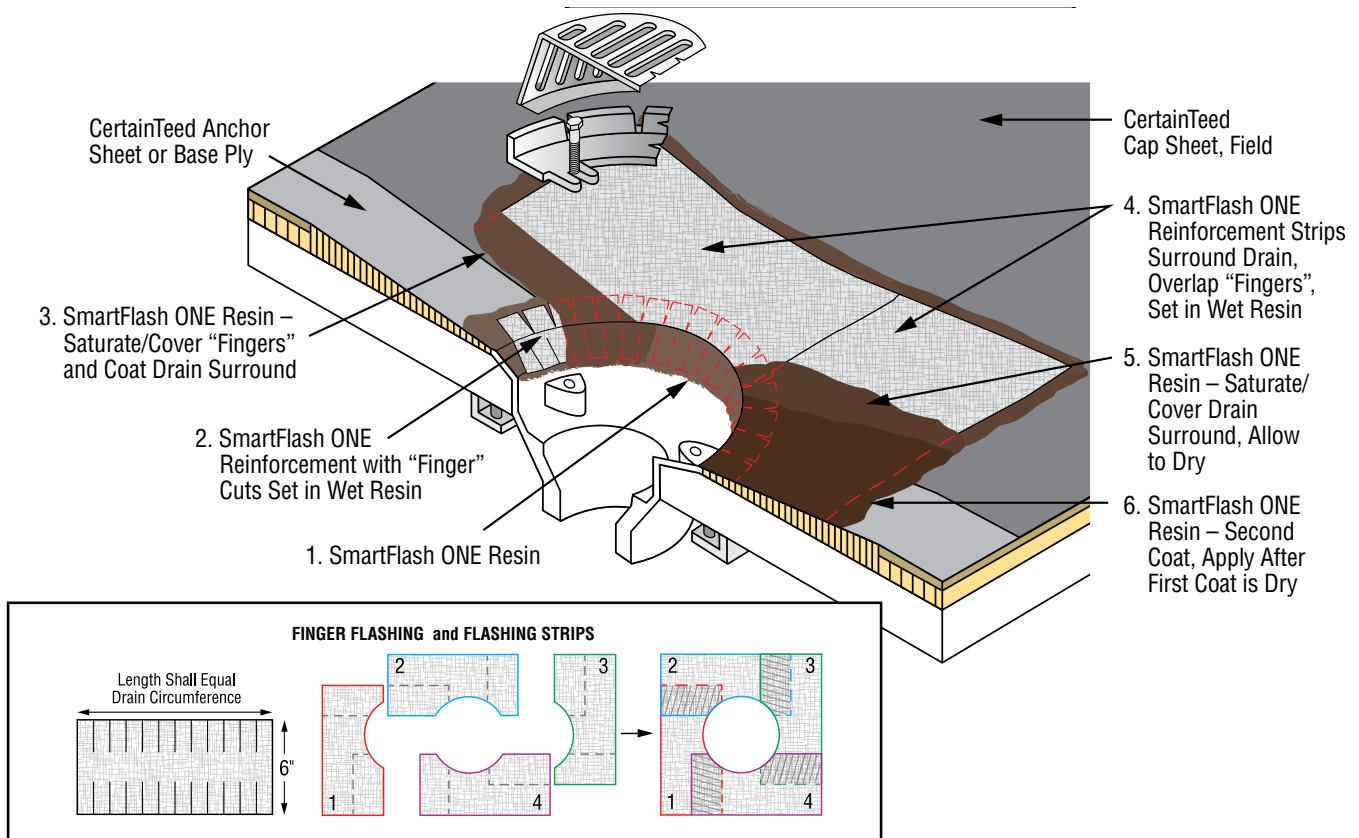 CertainTeed Anchor
Sheet or Base Ply
CertainTeed
Cap Sheet, Field
3. SmartFlash ONE Resin –
Saturate/Cover “Fingers”
and Coat Drain Surround
4. SmartFlash ONE
Reinforcement Strips
Surround Drain,
Overlap “Fingers”,
Set in Wet Resin
2. SmartFlash ONE
Reinforcement with “Finger”
Cuts Set in Wet Resin
5. SmartFlash ONE
Resin – Saturate/
Cover Drain
Surround, Allow
to Dry
1. SmartFlash ONE Resin
6. SmartFlash ONE
Resin – Second
Coat, Apply After
First Coat is Dry
FINGER FLASHING and FLASHING STRIPS
Length Shall Equal
Drain Circumference
6"
1
2
3
4
2
3
1
4